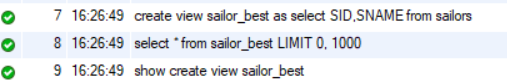 7 16:26:49 create view sailor_best as select SID,SNAME from sailors
8 16:26:49 select * from sailor_best LIMIT 0, 1000
9 16:26:49 show create view sailor_best